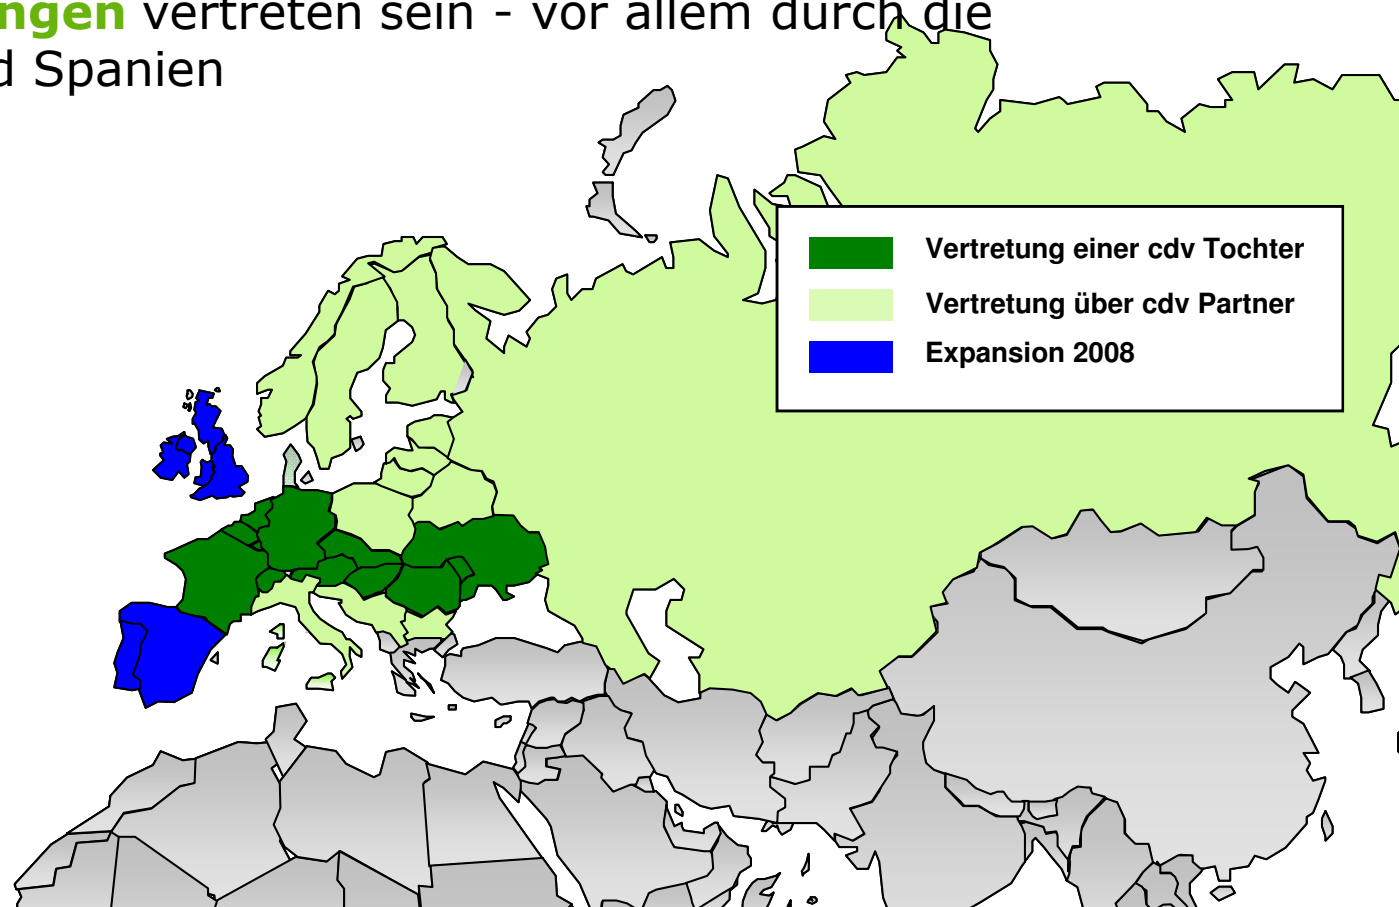 ngen vertreten sein - vor allem durch die
d Spanien
Vertretung einer cdv Tochter
Vertretung über cdv Partner
Expansion 2008